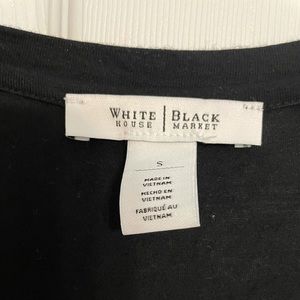 WHITE | BLACK
HOUSE | MARKET
S
MADE IN
VIETNAM
HECHO EN
VIETNAM
FABRIQUÉ AU
VIETNAM